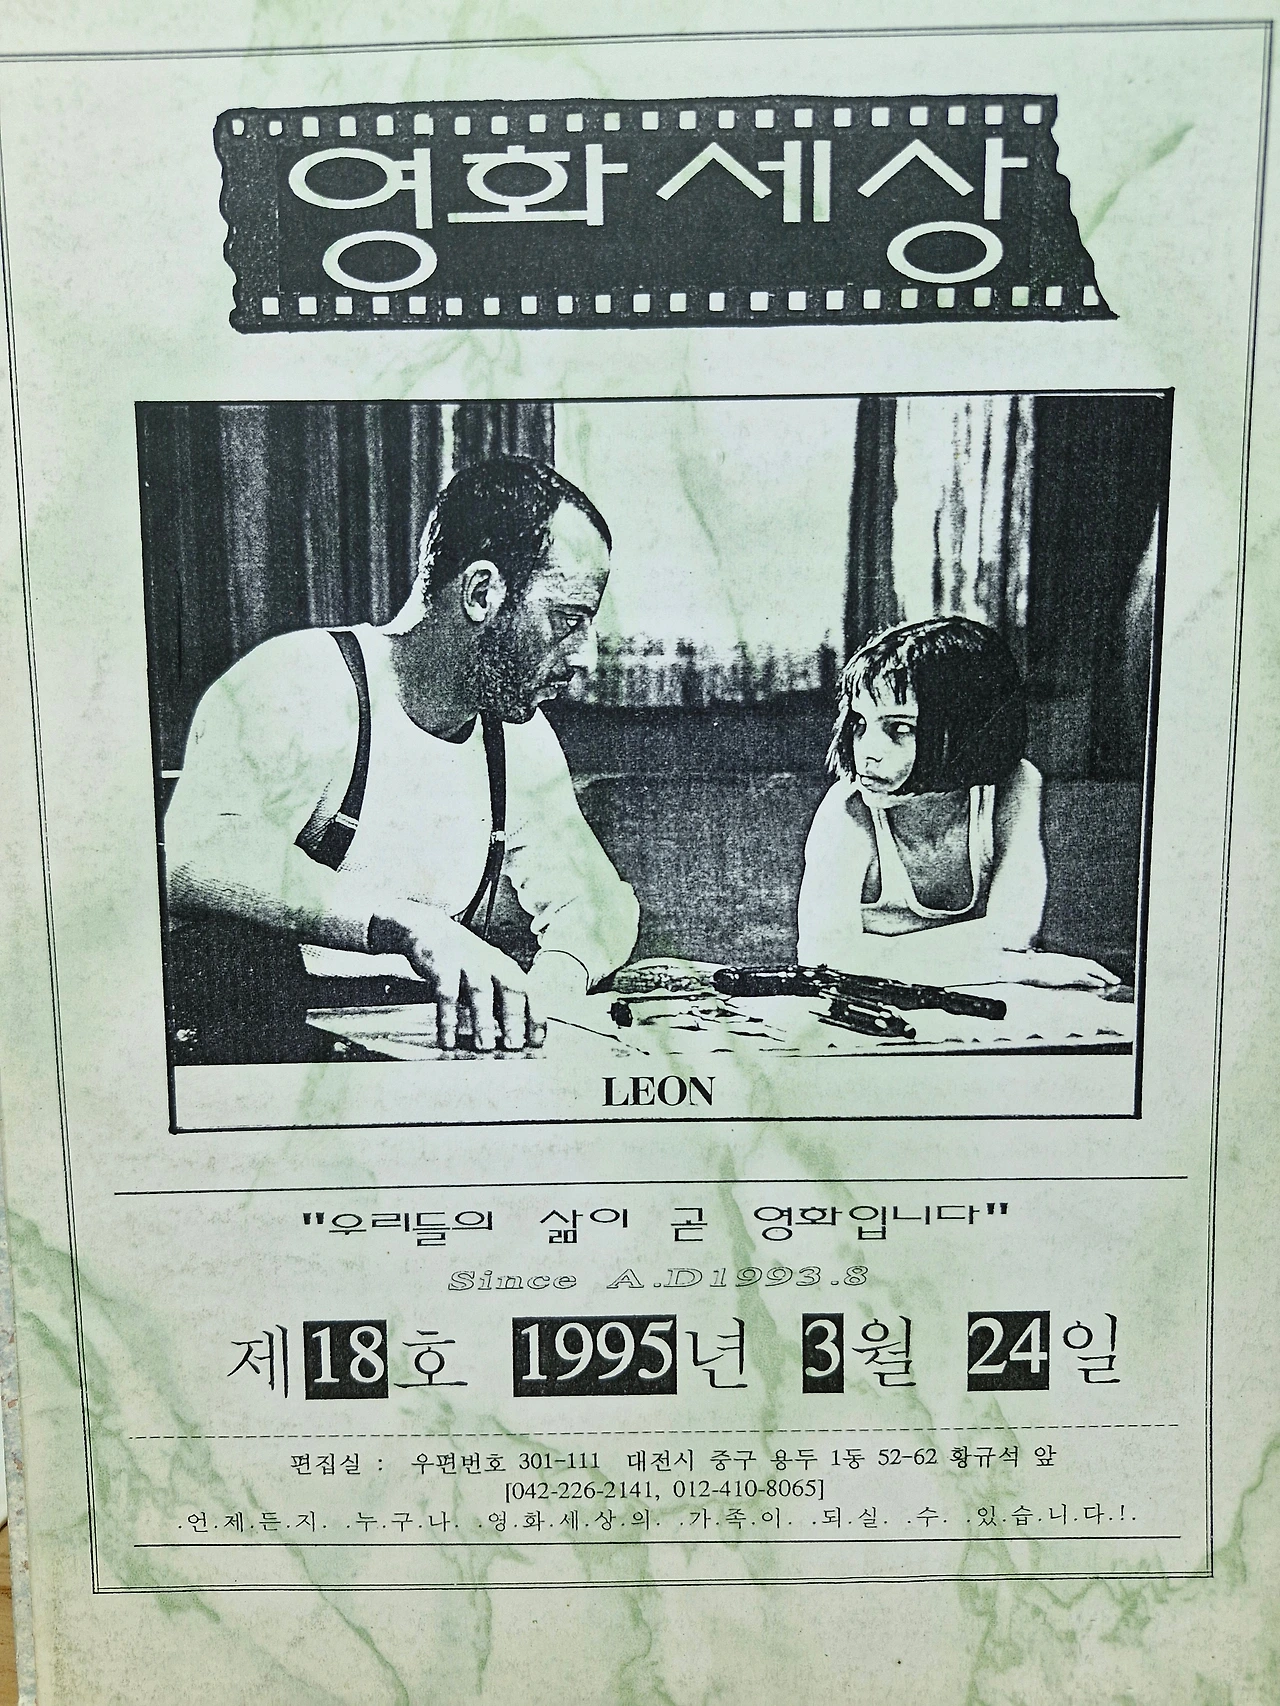 영화세상
LEON
"우리들의 삶이 곧 영화입니다"
Since A.D1993.8
제18호 1995년 3월 24일
편집실 : 우편번호 301-111 대전시 중구 용두 1동 52-62 황규석 앞
[042-226-2141, 012-410-8065]
.언.제.든.지. .누.구.나. .영.화.세.상.의. .가.족.이. .되.실. .수. .있.습.니.다.!.